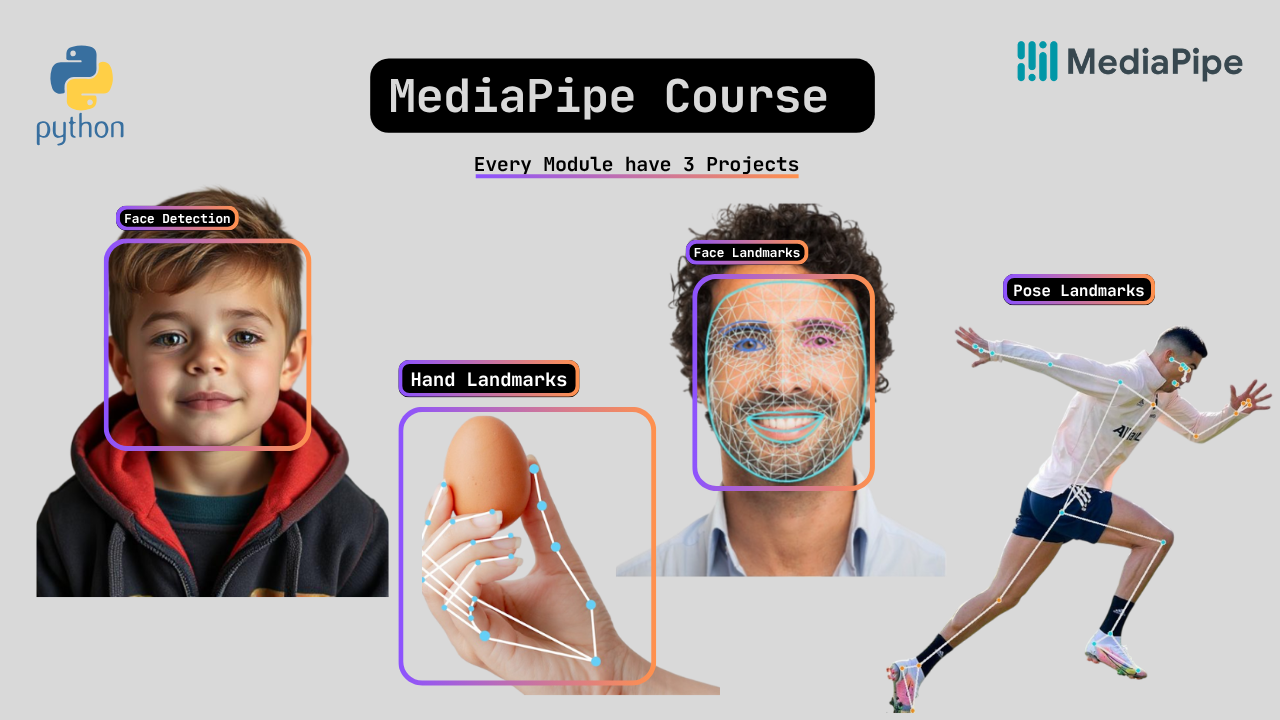 python
MediaPipe Course
MediaPipe
Every Module have 3 Projects
Face Detection
Face Landmarks
Pose Landmarks
Hand Landmarks